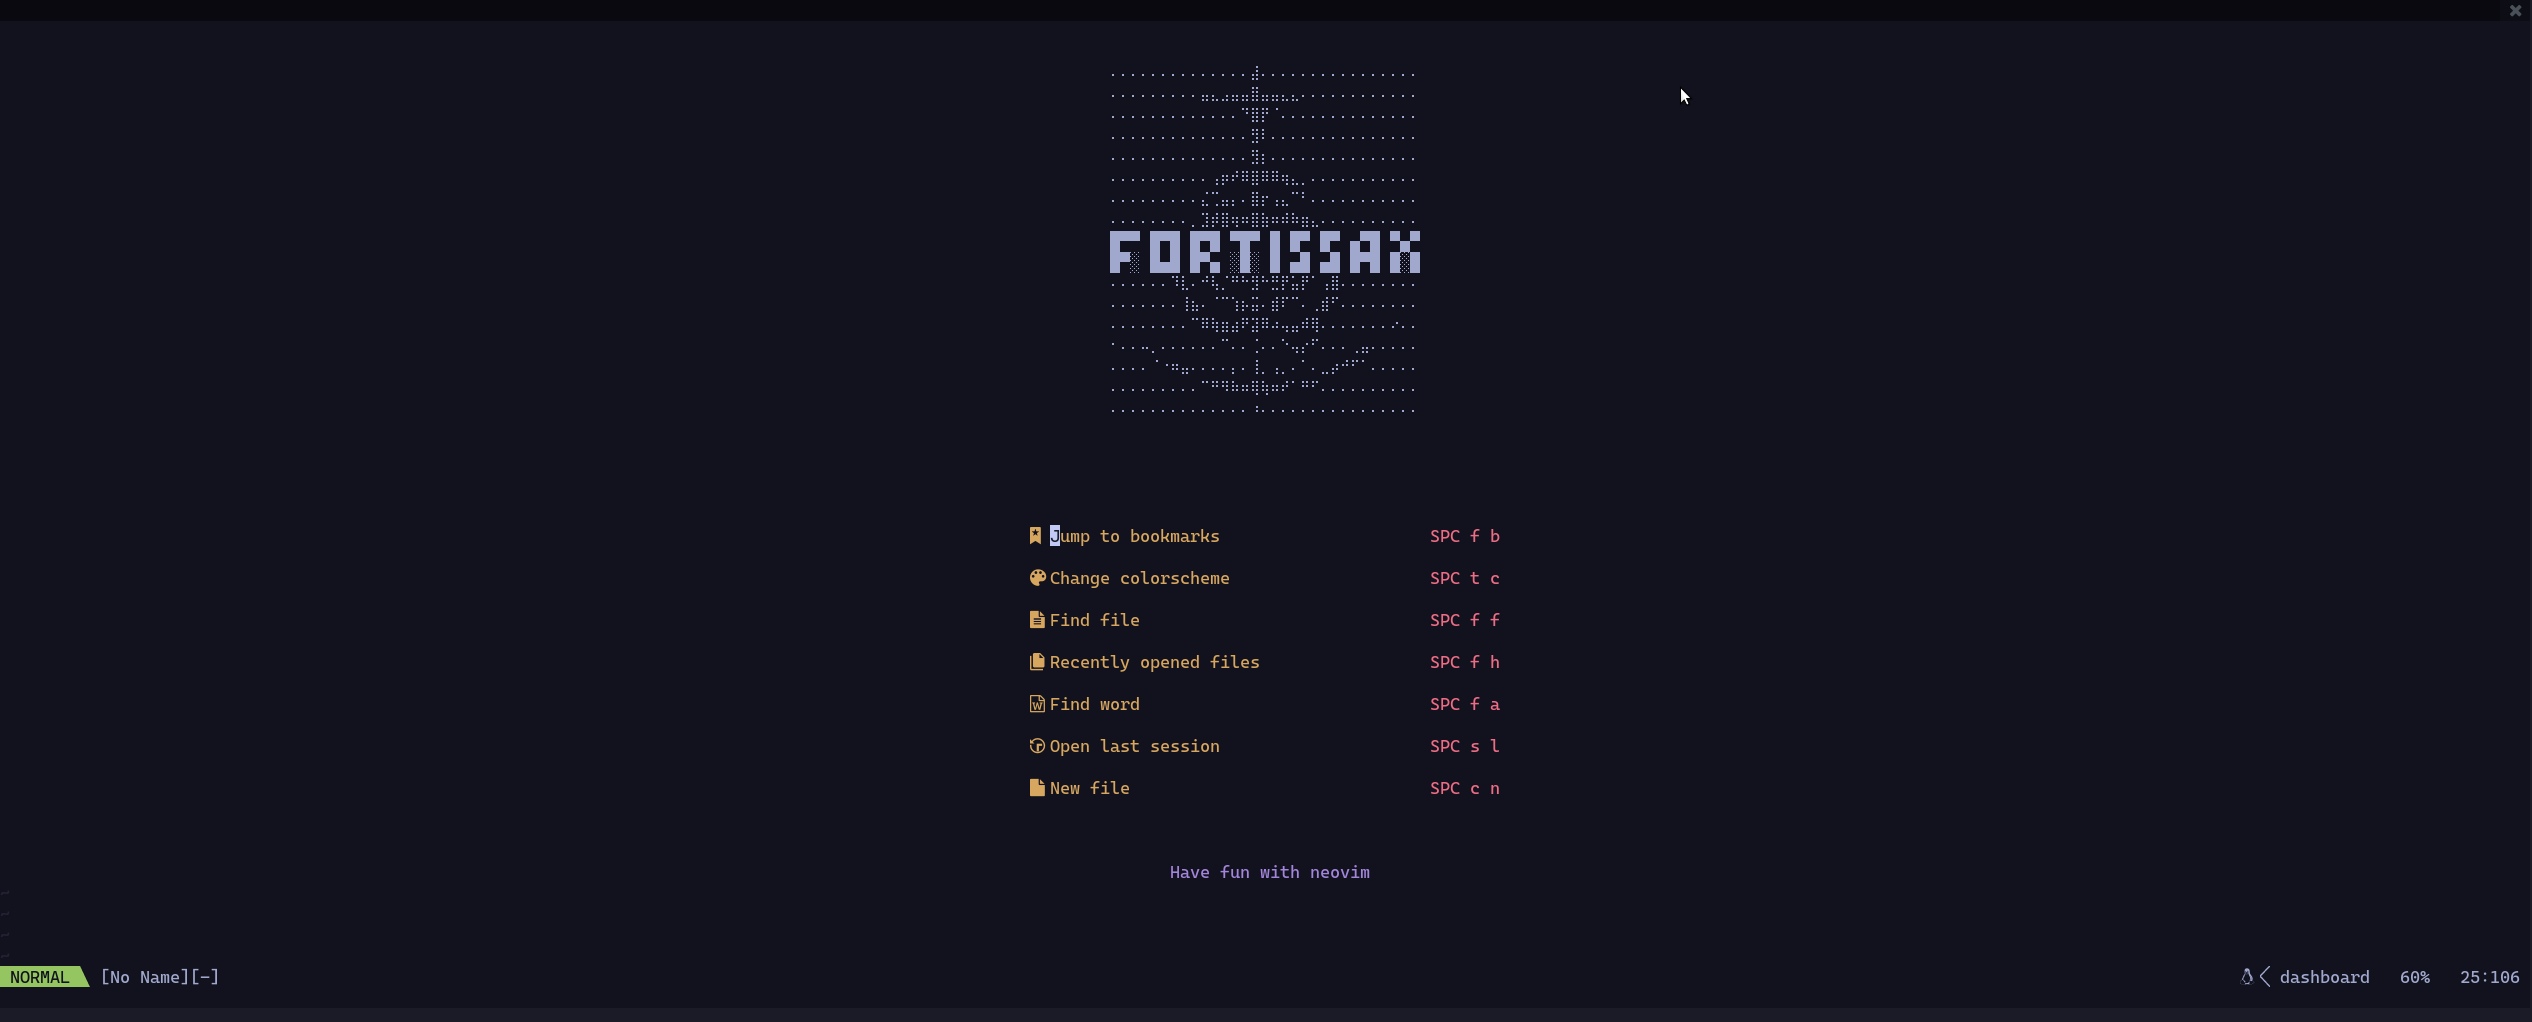 FORTISSAX
Jump to bookmarks SPC f b
Change colorscheme SPC t c
Find file SPC f f
Recently opened files SPC f h
Find word SPC f a
Open last session SPC s l
New file SPC c n
Have fun with neovim
~
~
~
~
NORMAL [No Name][-] dashboard 60% 25:106